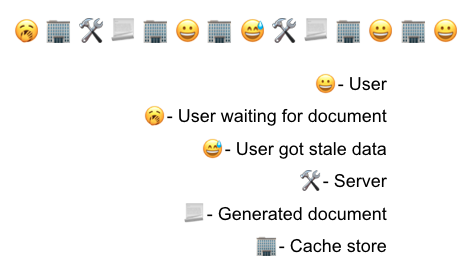 🥱 🏢 🛠️ 📜 🏢 😀 🏢 😅 🛠️ 📜 🏢 😀 🏢 😀
😀 - User
🥱 - User waiting for document
😅 - User got stale data
🛠️ - Server
📜 - Generated document
🏢 - Cache store